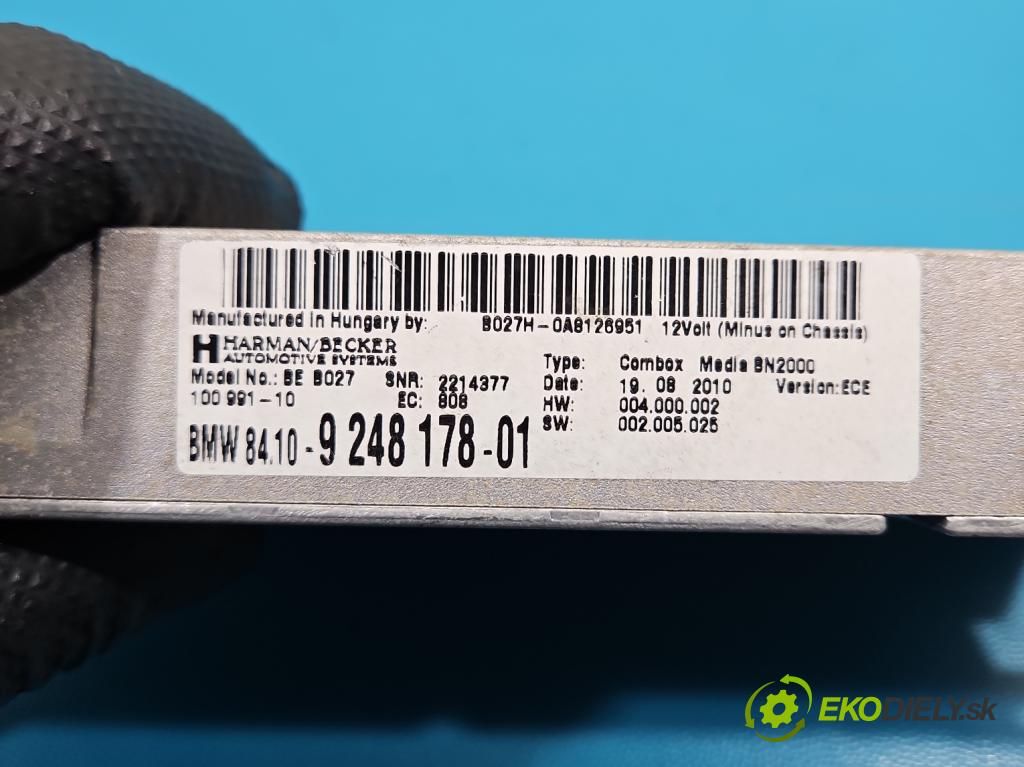 Manufactured in Hungary by: B027H-0A8126951 12Volt (Minus on Chassis)
HARMAN/BECKER
AUTOMOTIVE SYSTEMS
Model No.: BE B027 SNR: 2214377
100 991-10 EC: 808
BMW 84.10-9 248 178-01
Type: Combox Media BN2000
Date: 19. 08 2010 Version:ECE
HW: 004.000.002
SW: 002.005.025
EKODIELY.sk